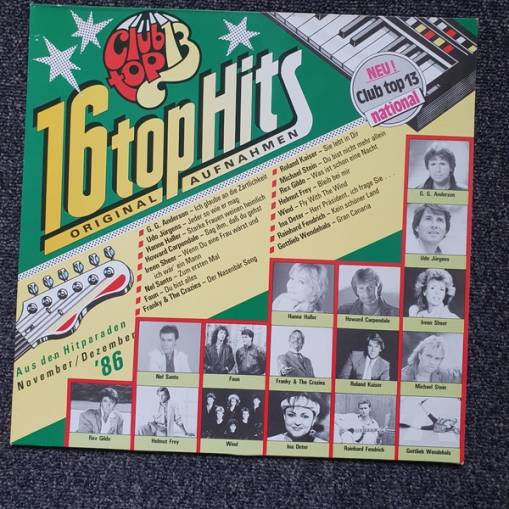 Club
top 13
16 top Hits
ORIGINAL AUFNAHMEN
NEU!
Club top 13
national
G. G. Anderson – Ich glaube an die Zärtlichkeit
Udo Jürgens – Jeder so wie er mag
Hanne Haller – Starke Frauen weinen heimlich
Howard Carpendale – Sag ihm, daß du gehst
Ireen Sheer – Wenn Du eine Frau wärst und
ich wär' ein Mann
Nel Santo – Zum ersten Mal
Faun – Du bist alles
Franky & The Crazies – Der Nasenbär Song
Roland Kaiser – Sie lebt in Dir
Michael Stein – Du bist nicht mehr allein
Rex Gildo – Was ist schon eine Nacht
Helmut Frey – Bleib bei mir
Wind – Fly With The Wind
Ina Deter – Herr Präsident, ich frage Sie . . .
Rainhard Fendrich – Kein schöner Land
Gottlieb Wendehals – Gran Canaria
Aus den Hitparaden
November/Dezember
'86
G. G. Anderson
Udo Jürgens
Hanne Haller
Howard Carpendale
Ireen Sheer
Nel Santo
Faun
Franky & The Crazies
Roland Kaiser
Michael Stein
Rex Gildo
Helmut Frey
Wind
Ina Deter
Rainhard Fendrich
Gottlieb Wendehals